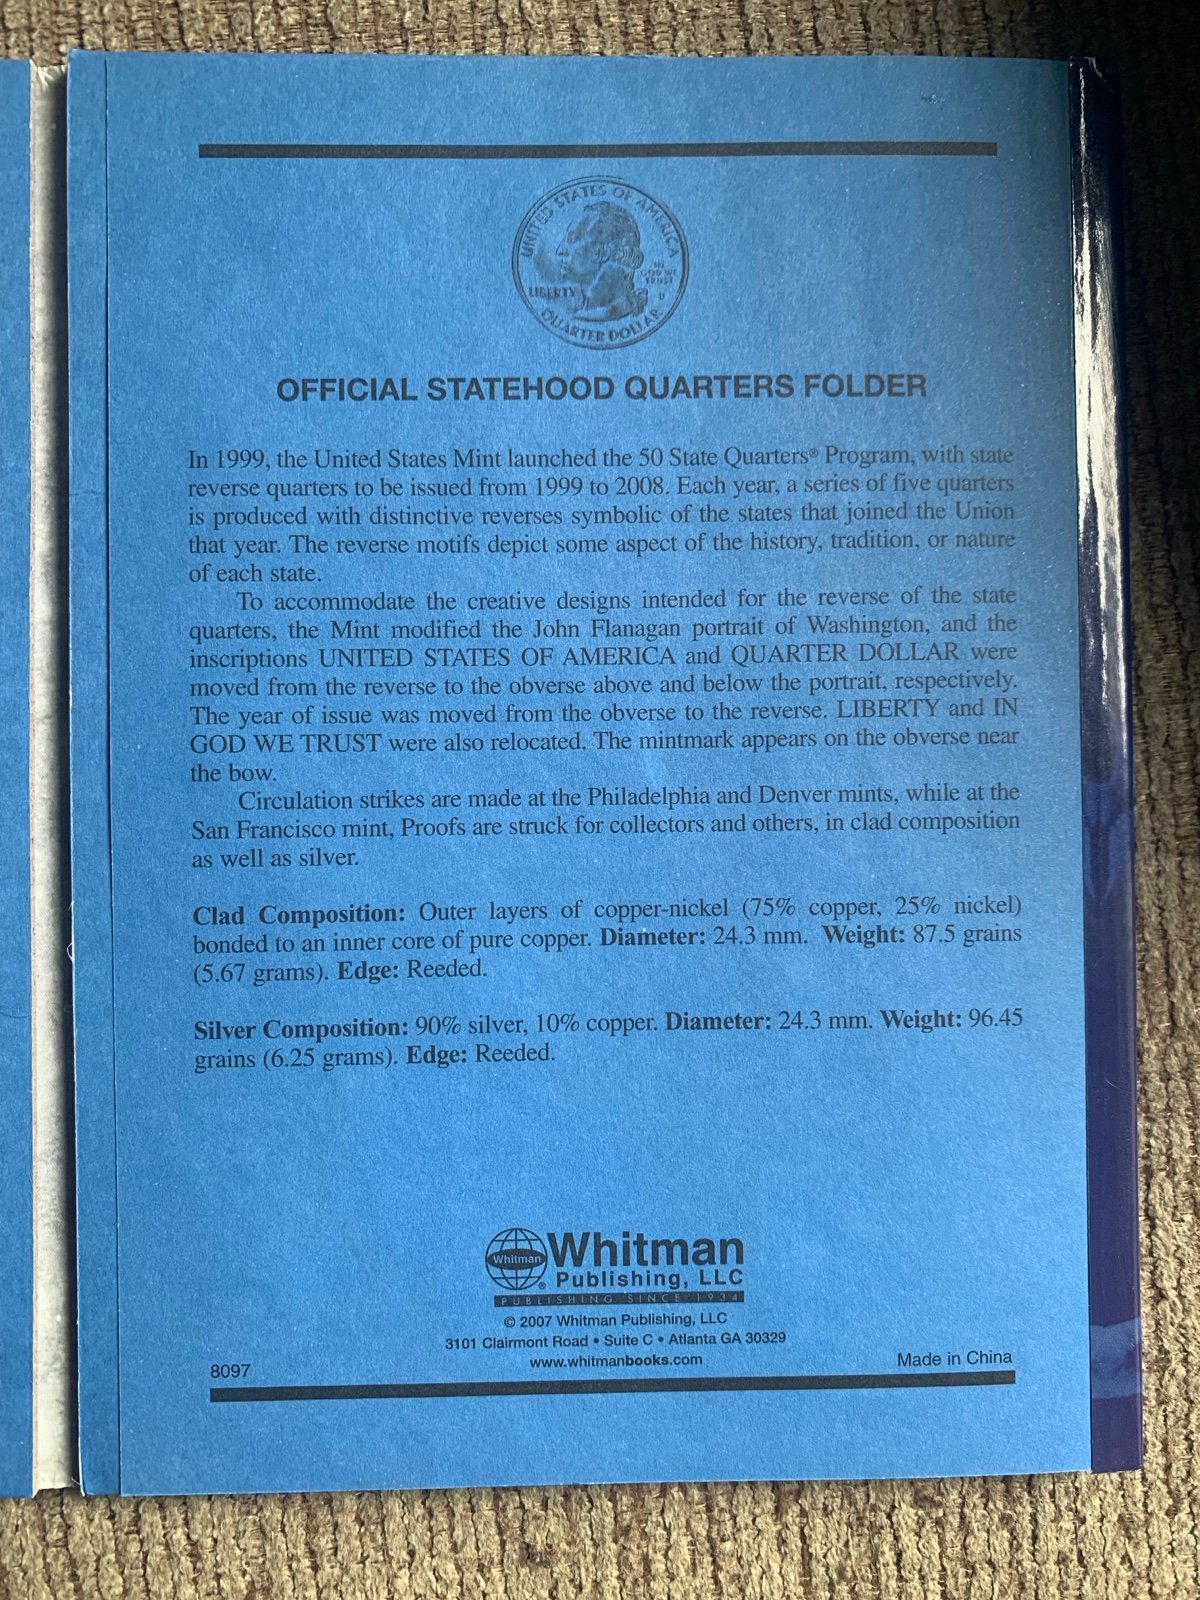 UNITED STATES OF AMERICA
IN
GOD WE
TRUST
LIBERTY
D
QUARTER DOLLAR
OFFICIAL STATEHOOD QUARTERS FOLDER
In 1999, the United States Mint launched the 50 State Quarters® Program, with state
reverse quarters to be issued from 1999 to 2008. Each year, a series of five quarters
is produced with distinctive reverses symbolic of the states that joined the Union
that year. The reverse motifs depict some aspect of the history, tradition, or nature
of each state.
To accommodate the creative designs intended for the reverse of the state
quarters, the Mint modified the John Flanagan portrait of Washington, and the
inscriptions UNITED STATES OF AMERICA and QUARTER DOLLAR were
moved from the reverse to the obverse above and below the portrait, respectively.
The year of issue was moved from the obverse to the reverse. LIBERTY and IN
GOD WE TRUST were also relocated. The mintmark appears on the obverse near
the bow.
Circulation strikes are made at the Philadelphia and Denver mints, while at the
San Francisco mint, Proofs are struck for collectors and others, in clad composition
as well as silver.
Clad Composition: Outer layers of copper-nickel (75% copper, 25% nickel)
bonded to an inner core of pure copper. Diameter: 24.3 mm. Weight: 87.5 grains
(5.67 grams). Edge: Reeded.
Silver Composition: 90% silver, 10% copper. Diameter: 24.3 mm. Weight: 96.45
grains (6.25 grams). Edge: Reeded.
Whitman
Whitman®
Publishing, LLC
PUBLISHING SINCE 1934
© 2007 Whitman Publishing, LLC
3101 Clairmont Road • Suite C • Atlanta GA 30329
www.whitmanbooks.com
8097
Made in China